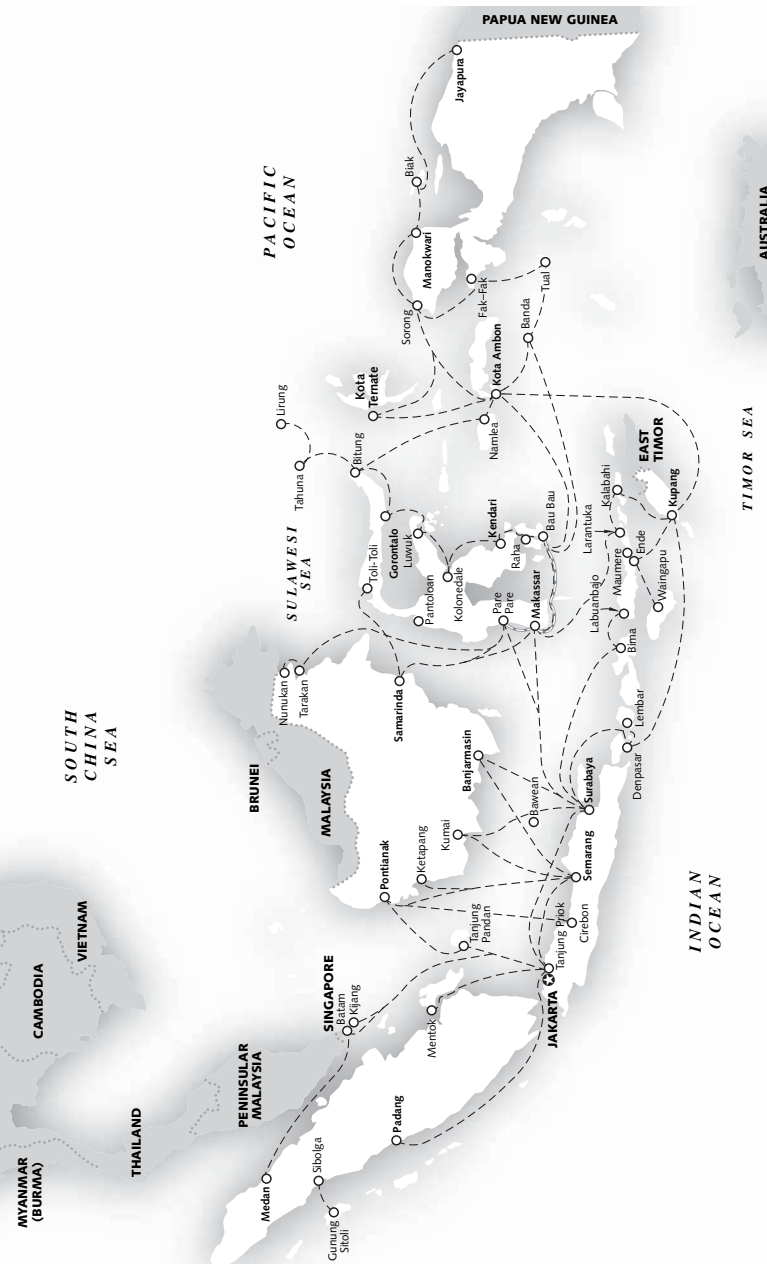 MYANMAR
(BURMA)
THAILAND
CAMBODIA
VIETNAM
PENINSULAR
MALAYSIA
SINGAPORE
Batam
Kijang
SOUTH
CHINA
SEA
BRUNEI
MALAYSIA
PACIFIC
OCEAN
SULAWESI
SEA
PAPUA NEW GUINEA
Medan
Sibolga
Gunung
Sitoli
Padang
Mentok
Tanjung
Pandan
JAKARTA
Tanjung Priok
Cirebon
Semarang
Surabaya
Bawean
Pontianak
Ketapang
Kumai
Banjarmasin
Samarinda
Nunukan
Tarakan
Toli-Toli
Pantoloan
Pare
Pare
Makassar
Gorontalo
Luwuk
Kolonedale
Kendari
Raha
Bau Bau
Bitung
Tahuna
Lirung
Kota
Ternate
Namlea
Kota Ambon
Banda
Tual
Fak–Fak
Sorong
Manokwari
Biak
Jayapura
Denpasar
Lembar
Bima
Labuanbajo
Waingapu
Ende
Maumere
Larantuka
Kalabahi
Kupang
EAST
TIMOR
INDIAN
OCEAN
TIMOR SEA
AUSTRALIA